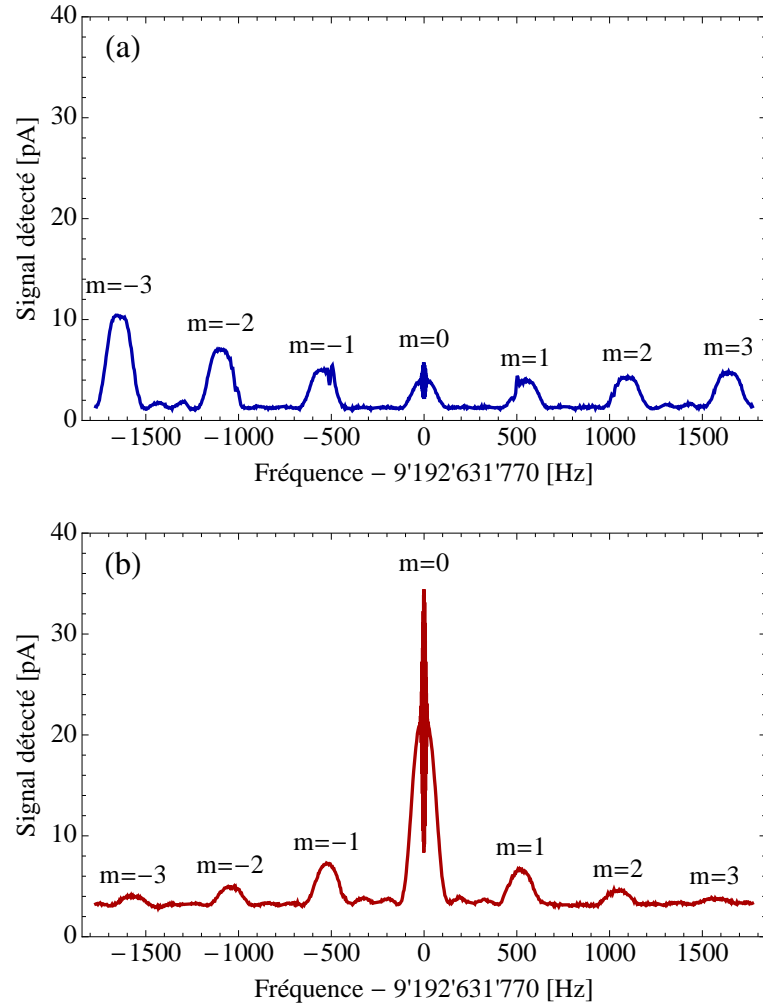 (a)
40
30
20
10
0
Signal détecté [pA]
m=−3
m=−2
m=−1
m=0
m=1
m=2
m=3
−1500 −1000 −500 0 500 1000 1500
Fréquence − 9'192'631'770 [Hz]
(b)
40
30
20
10
0
Signal détecté [pA]
m=0
m=−3
m=−2
m=−1
m=1
m=2
m=3
−1500 −1000 −500 0 500 1000 1500
Fréquence − 9'192'631'770 [Hz]